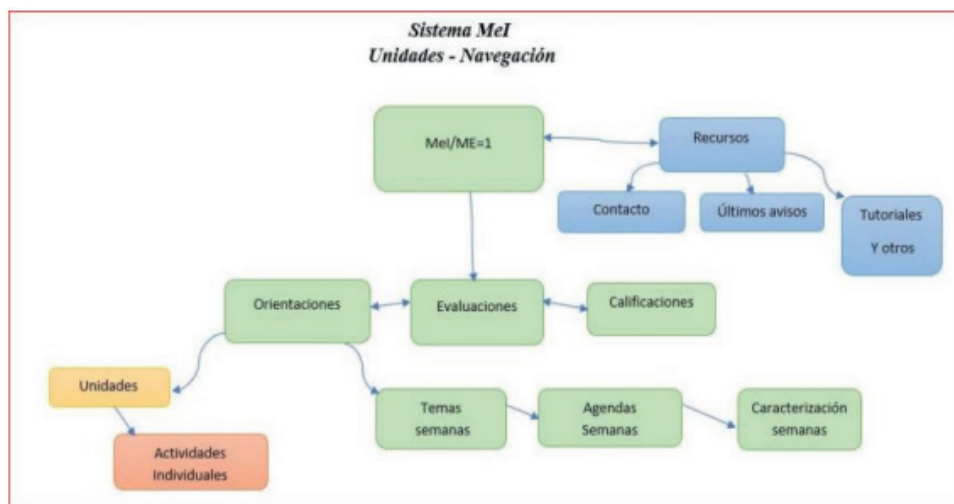 Sistema MeI
Unidades - Navegación
MeI/ME=1
Recursos
Contacto
Últimos avisos
Tutoriales
Y otros
Orientaciones
Evaluaciones
Calificaciones
Unidades
Temas
semanas
Agendas
Semanas
Caracterización
semanas
Actividades
Individuales